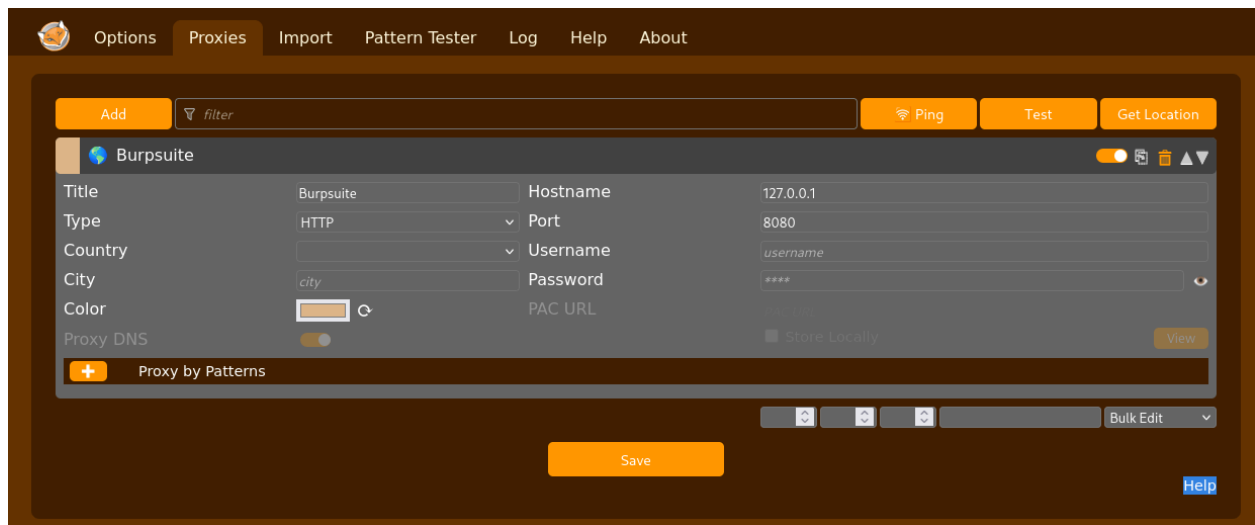 Options Proxies Import Pattern Tester Log Help About
Add filter Ping Test Get Location
Burpsuite
Title Burpsuite Hostname 127.0.0.1
Type HTTP Port 8080
Country Username username
City city Password ****
Color PAC URL
Proxy DNS Store Locally View
Proxy by Patterns
Bulk Edit
Save
Help